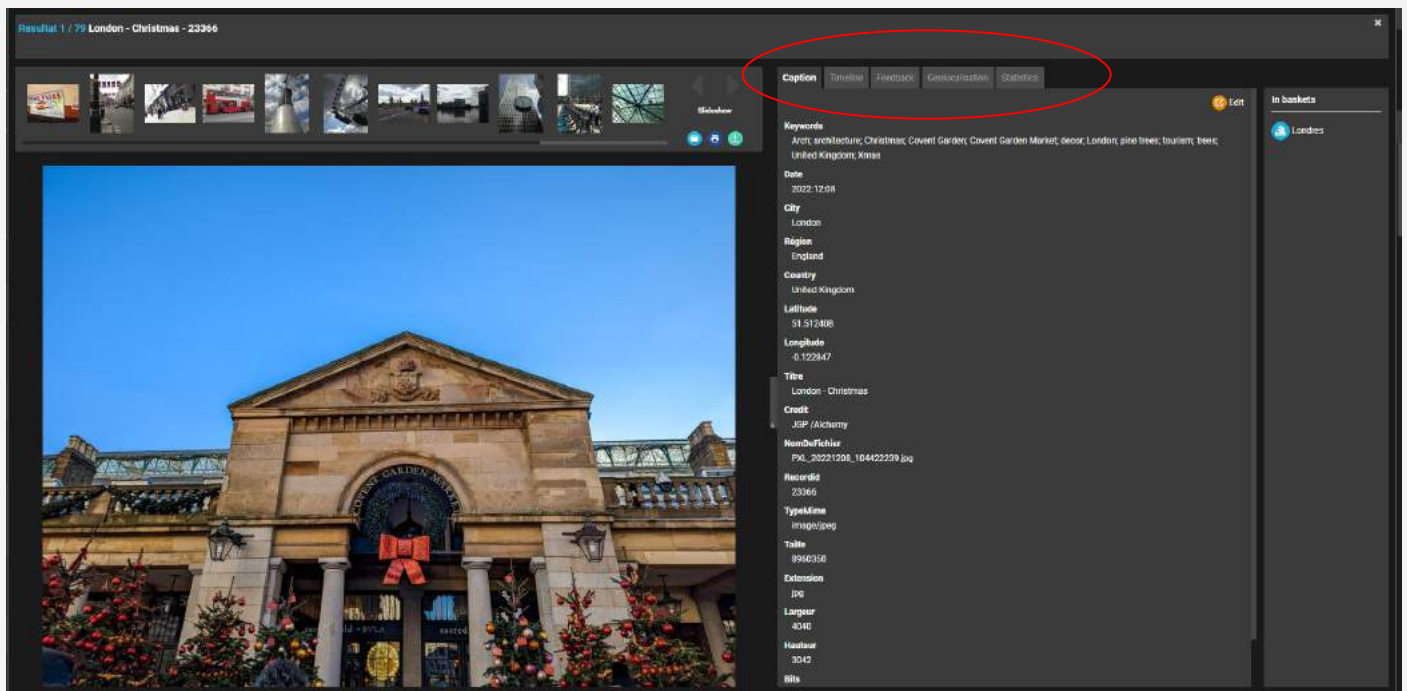 Resultat 1 / 79 London - Christmas - 23366
Slideshow
Caption Timeline Feedback Geolocalisation Statistics
Edit
In baskets
Londres
Keywords
Arch; architecture; Christmas; Covent Garden; Covent Garden Market; decor; London; pine trees; tourism; trees;
United Kingdom; Xmas
Date
2022:12:08
City
London
Région
England
Country
United Kingdom
Latitude
51.512408
Longitude
-0.122847
Titre
London - Christmas
Credit
JGP /Alchemy
NomDeFichier
PXL_20221208_104422239.jpg
RecordId
23366
TypeMime
image/jpeg
Taille
8960350
Extension
jpg
Largeur
4040
Hauteur
3042
Bits
COVENT GARDEN MARKET